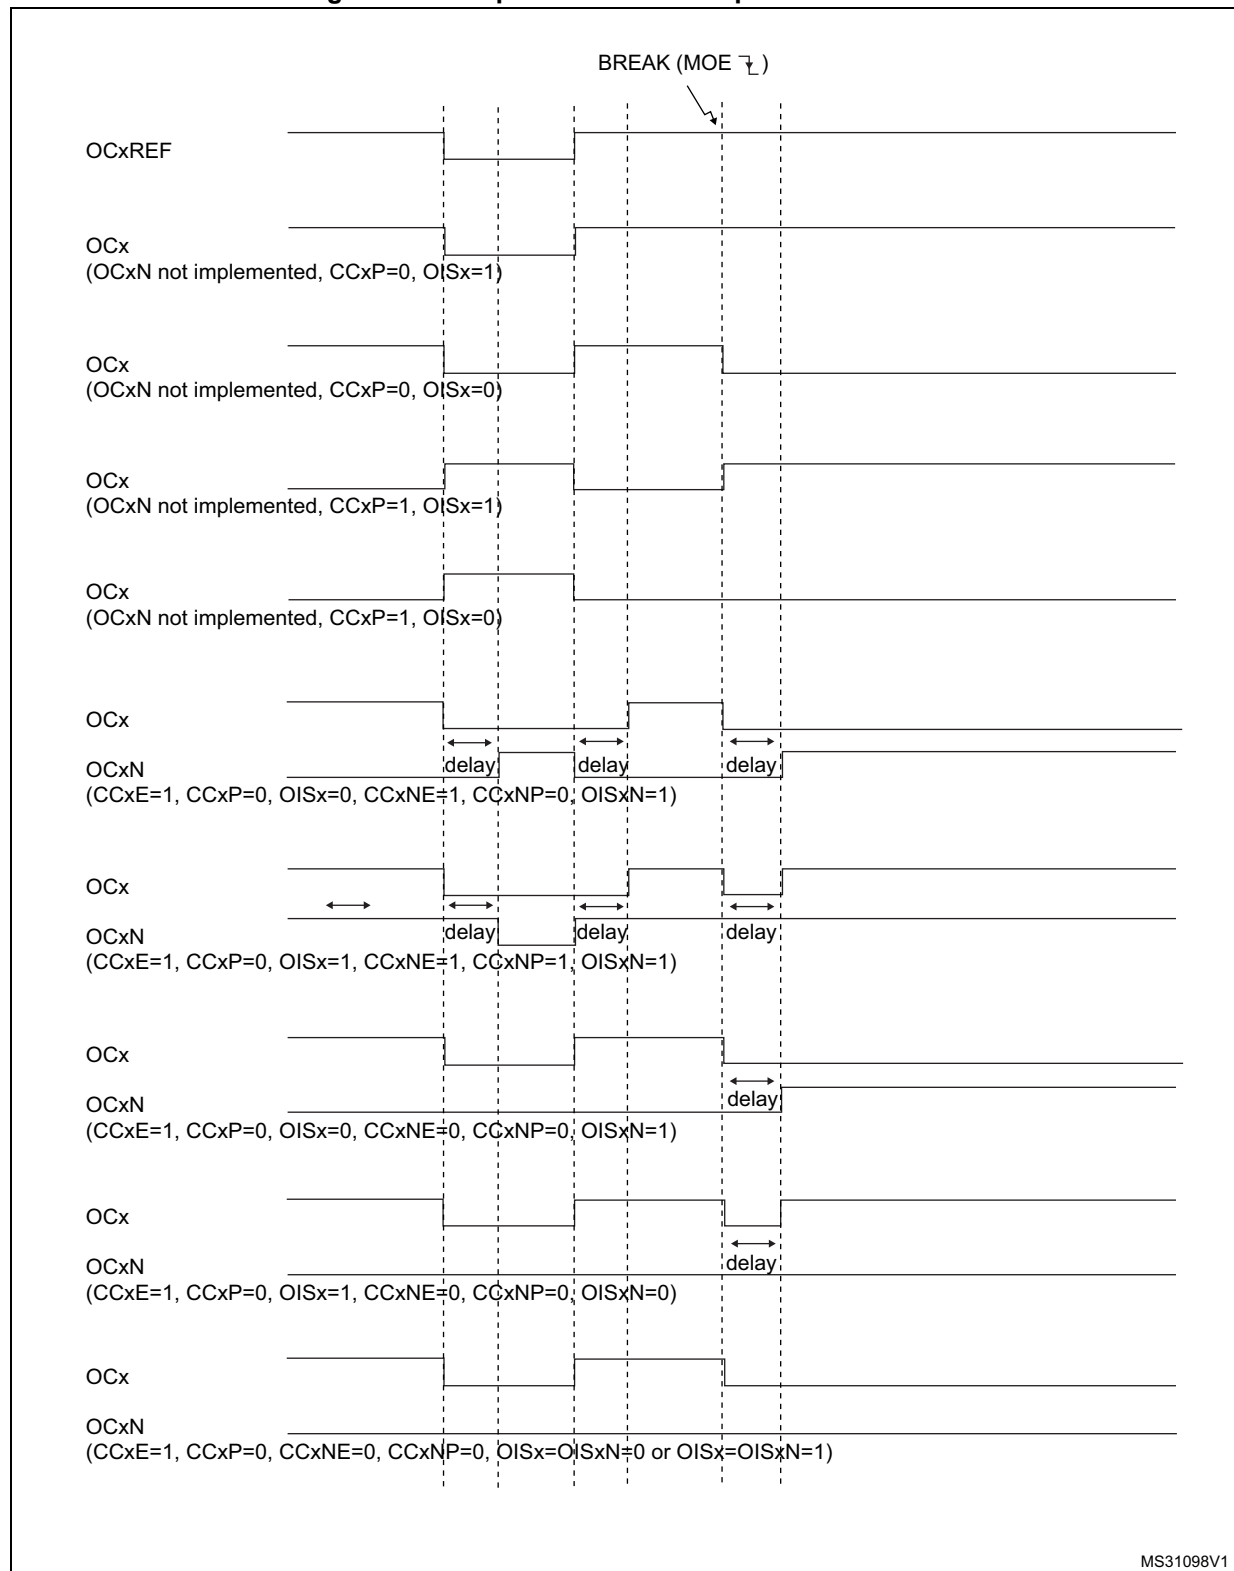 BREAK (MOE )
OCxREF
OCx
(OCxN not implemented, CCxP=0, OISx=1)
OCx
(OCxN not implemented, CCxP=0, OISx=0)
OCx
(OCxN not implemented, CCxP=1, OISx=1)
OCx
(OCxN not implemented, CCxP=1, OISx=0)
OCx
delay delay delay
OCxN
(CCxE=1, CCxP=0, OISx=0, CCxNE=1, CCxNP=0, OISxN=1)
OCx
delay delay delay
OCxN
(CCxE=1, CCxP=0, OISx=1, CCxNE=1, CCxNP=1, OISxN=1)
OCx
delay
OCxN
(CCxE=1, CCxP=0, OISx=0, CCxNE=0, CCxNP=0, OISxN=1)
OCx
delay
OCxN
(CCxE=1, CCxP=0, OISx=1, CCxNE=0, CCxNP=0, OISxN=0)
OCx
OCxN
(CCxE=1, CCxP=0, CCxNE=0, CCxNP=0, OISx=OISxN=0 or OISx=OISxN=1)
MS31098V1